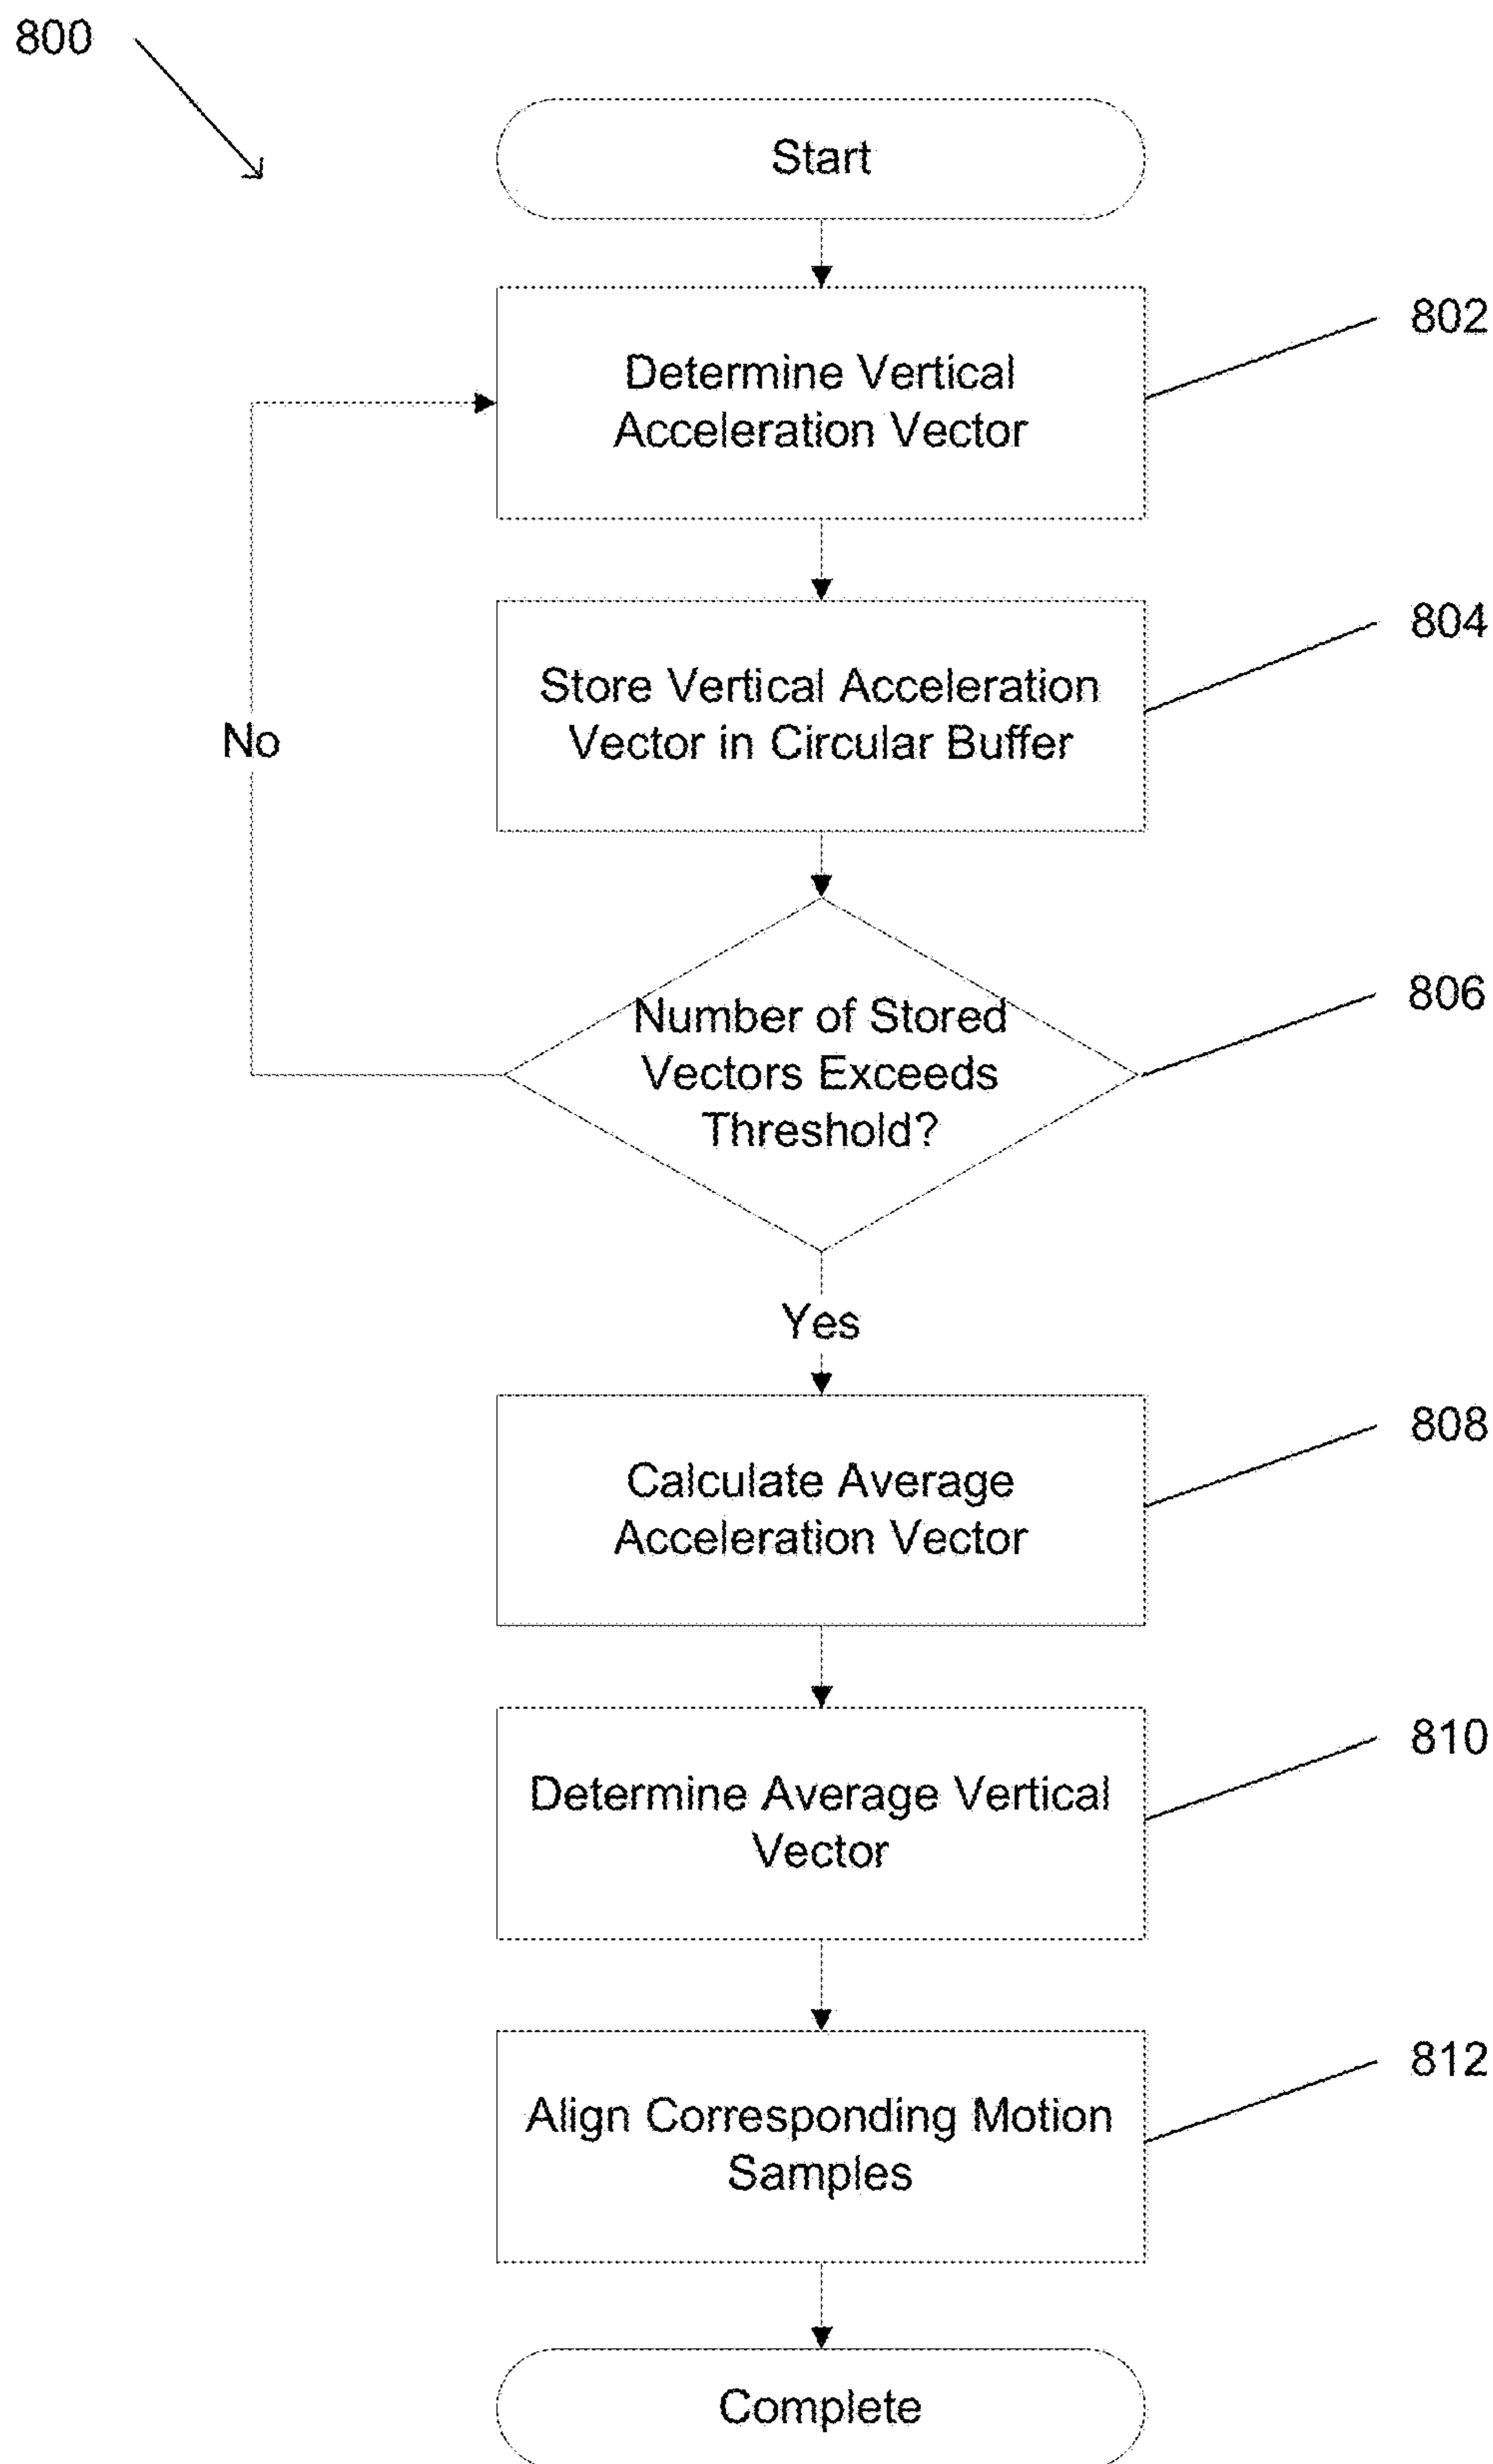 800
Start
Determine Vertical
Acceleration Vector
802
Store Vertical Acceleration
Vector in Circular Buffer
804
No
Number of Stored
Vectors Exceeds
Threshold?
806
Yes
Calculate Average
Acceleration Vector
808
Determine Average Vertical
Vector
810
Align Corresponding Motion
Samples
812
Complete